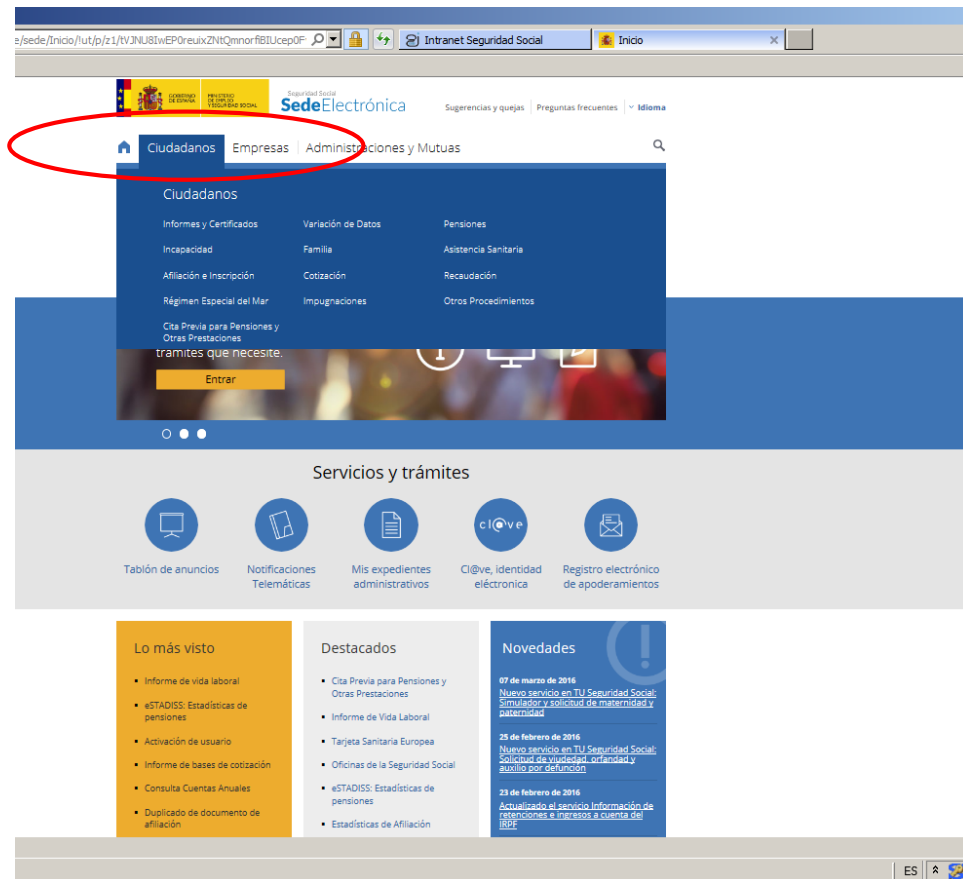 e/sede/Inicio/!ut/p/z1/tVJNU8IwEP0reuixZNtQmnorfiBIUcep0F
Intranet Seguridad Social
Inicio
GOBIERNO DE ESPAÑA
MINISTERIO DE EMPLEO Y SEGURIDAD SOCIAL
Seguridad Social
SedeElectrónica
Sugerencias y quejas
Preguntas frecuentes
Idioma
Ciudadanos
Empresas
Administraciones y Mutuas
Ciudadanos
Informes y Certificados
Variación de Datos
Pensiones
Incapacidad
Familia
Asistencia Sanitaria
Afiliación e Inscripción
Cotización
Recaudación
Régimen Especial del Mar
Impugnaciones
Otros Procedimientos
Cita Previa para Pensiones y
Otras Prestaciones
trámites que necesite.
Entrar
Servicios y trámites
cl@ve
Tablón de anuncios
Notificaciones
Telemáticas
Mis expedientes
administrativos
Cl@ve, identidad
eléctronica
Registro electrónico
de apoderamientos
Lo más visto
Informe de vida laboral
eSTADISS: Estadísticas de
pensiones
Activación de usuario
Informe de bases de cotización
Consulta Cuentas Anuales
Duplicado de documento de
afiliación
Destacados
Cita Previa para Pensiones y
Otras Prestaciones
Informe de Vida Laboral
Tarjeta Sanitaria Europea
Oficinas de la Seguridad Social
eSTADISS: Estadísticas de
pensiones
Estadísticas de Afiliación
Novedades
07 de marzo de 2016
Nuevo servicio en TU Seguridad Social:
Simulador y solicitud de maternidad y
paternidad
25 de febrero de 2016
Nuevo servicio en TU Seguridad Social:
Solicitud de viudedad, orfandad y
auxilio por defunción
23 de febrero de 2016
Actualizado el servicio Información de
retenciones e ingresos a cuenta del
IRPF
ES